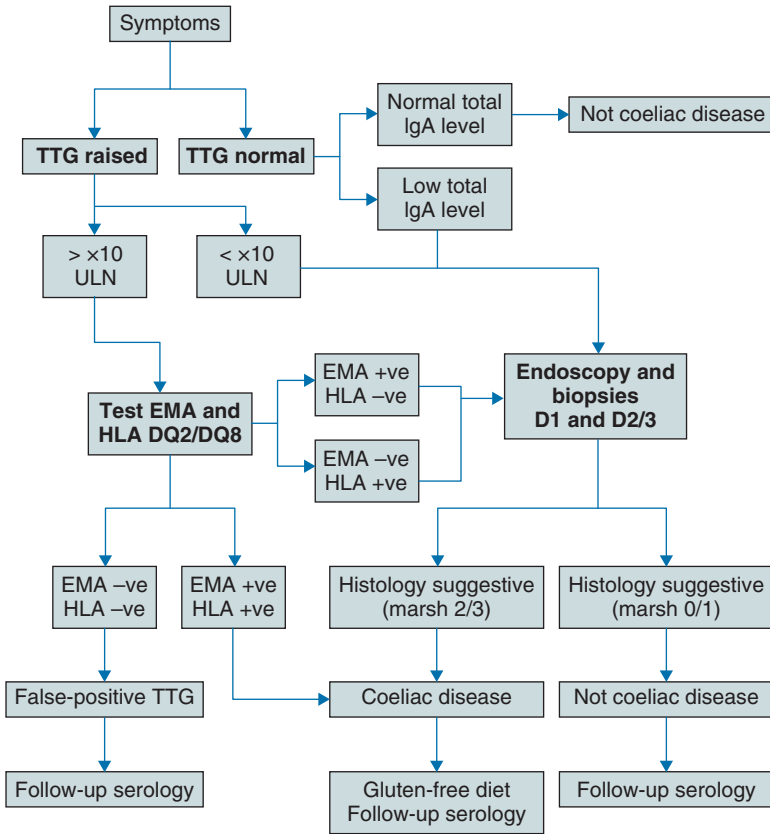 Symptoms
Normal total
IgA level
Not coeliac disease
TTG raised
TTG normal
Low total
IgA level
> ×10
ULN
< ×10
ULN
EMA +ve
HLA –ve
Endoscopy and
biopsies
D1 and D2/3
Test EMA and
HLA DQ2/DQ8
EMA –ve
HLA +ve
EMA –ve
HLA –ve
EMA +ve
HLA +ve
Histology suggestive
(marsh 2/3)
Histology suggestive
(marsh 0/1)
False-positive TTG
Coeliac disease
Not coeliac disease
Follow-up serology
Gluten-free diet
Follow-up serology
Follow-up serology